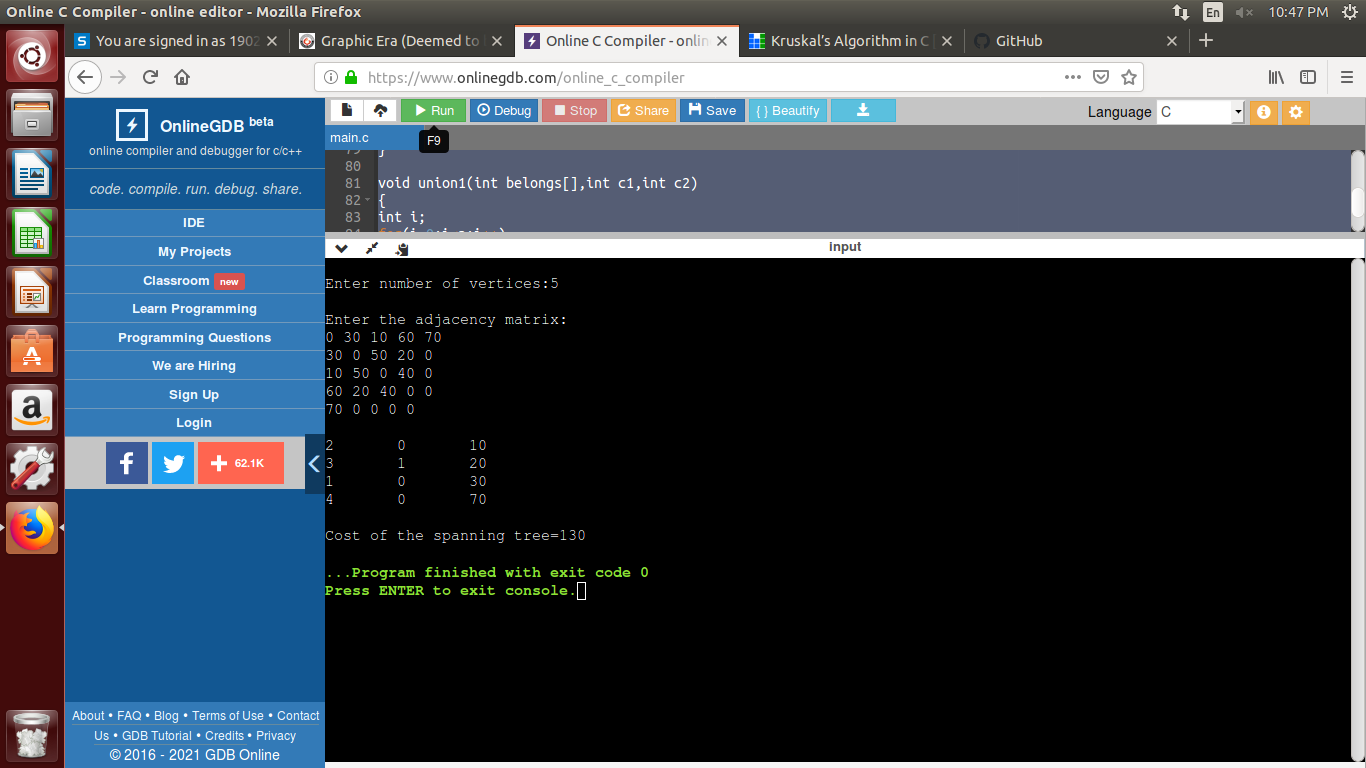 Online C Compiler - online editor - Mozilla Firefox
En
10:47 PM
You are signed in as 1902
Graphic Era (Deemed to
Online C Compiler - onlin
Kruskal's Algorithm in C
GitHub
https://www.onlinegdb.com/online_c_compiler
OnlineGDB beta
online compiler and debugger for c/c++
code. compile. run. debug. share.
IDE
My Projects
Classroom new
Learn Programming
Programming Questions
We are Hiring
Sign Up
Login
62.1K
About • FAQ • Blog • Terms of Use • Contact
Us • GDB Tutorial • Credits • Privacy
© 2016 - 2021 GDB Online
Run Debug Stop Share Save { } Beautify Language C
main.c
F9
79 }
80
81 void union1(int belongs[],int c1,int c2)
82 {
83 int i;
input
Enter number of vertices:5
Enter the adjacency matrix:
0 30 10 60 70
30 0 50 20 0
10 50 0 40 0
60 20 40 0 0
70 0 0 0 0
2 0 10
3 1 20
1 0 30
4 0 70
Cost of the spanning tree=130
...Program finished with exit code 0
Press ENTER to exit console.